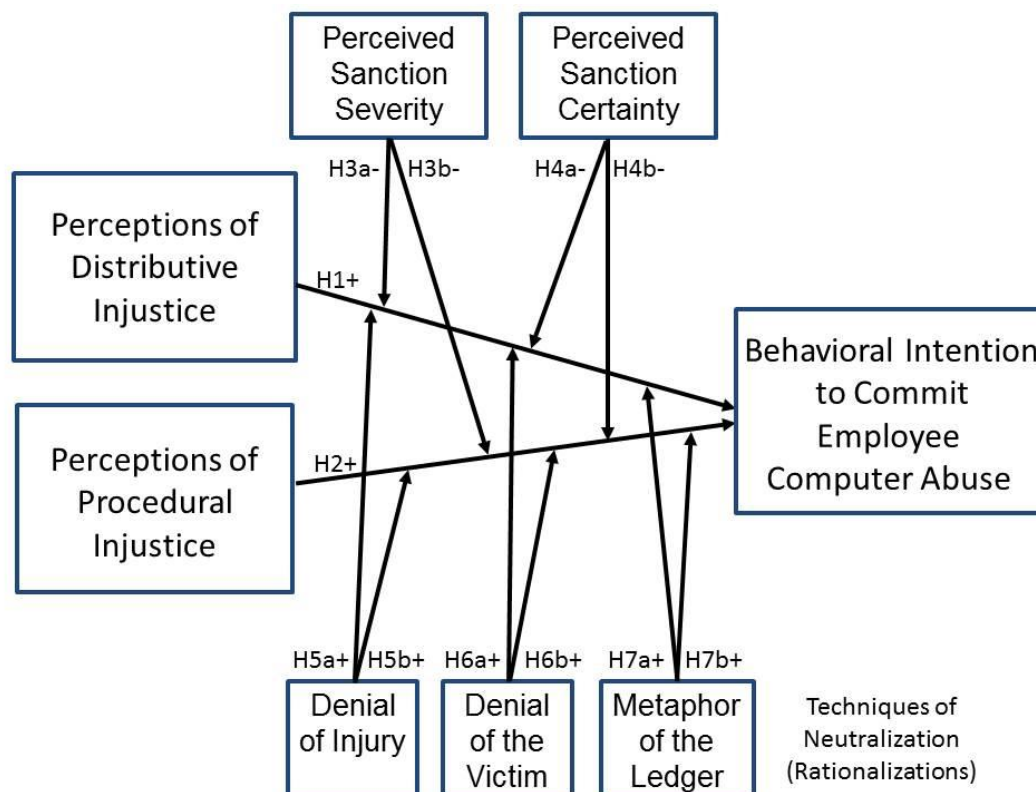 Perceived
Sanction
Severity
Perceived
Sanction
Certainty
H3a-
H3b-
H4a-
H4b-
Perceptions of
Distributive
Injustice
H1+
Behavioral Intention
to Commit
Employee
Computer Abuse
Perceptions of
Procedural
Injustice
H2+
H5a+
H5b+
H6a+
H6b+
H7a+
H7b+
Denial
of Injury
Denial
of the
Victim
Metaphor
of the
Ledger
Techniques of
Neutralization
(Rationalizations)